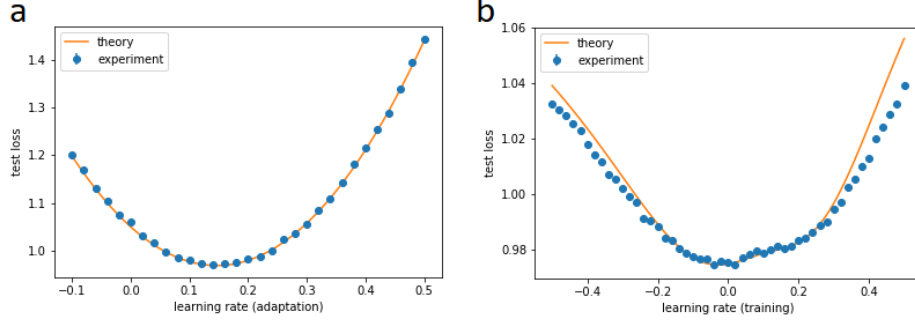 a
theory
experiment
1.4
1.3
1.2
1.1
1.0
test loss
−0.1 0.0 0.1 0.2 0.3 0.4 0.5
learning rate (adaptation)
b
theory
experiment
1.06
1.04
1.02
1.00
0.98
test loss
−0.4 −0.2 0.0 0.2 0.4
learning rate (training)